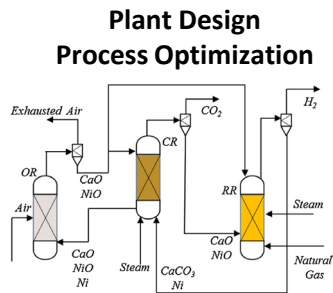 Plant Design
Process Optimization
Exhausted Air
CO2
H2
CR
OR
CaO
NiO
RR
Air
Steam
CaO
NiO
CaO
NiO
Ni
Steam
CaCO3
Ni
Natural
Gas